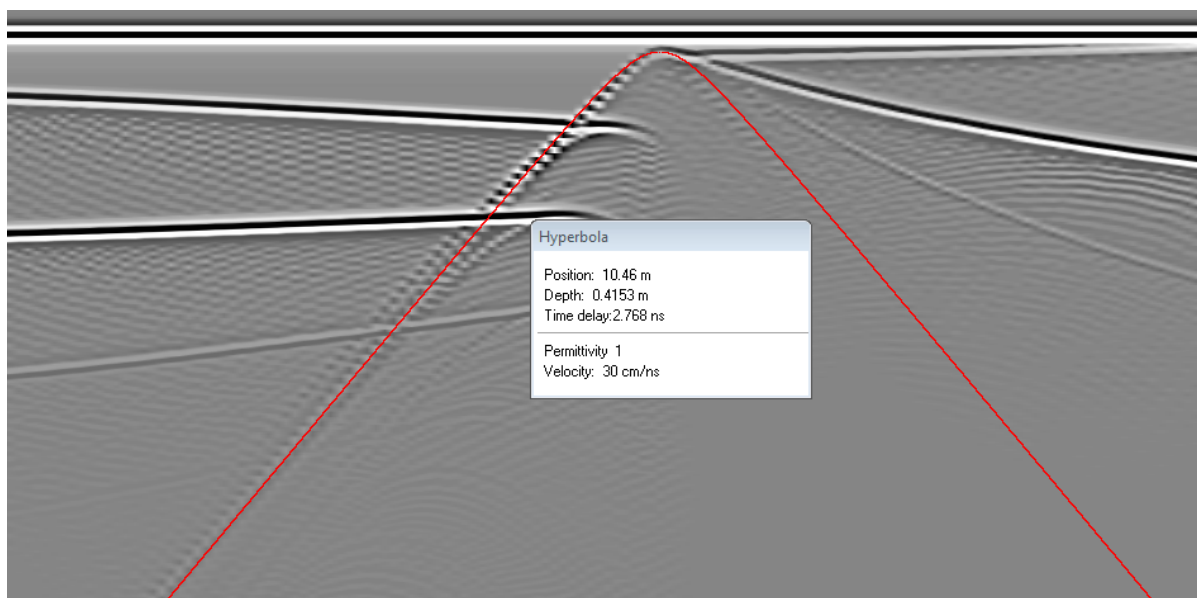 Hyperbola
Position: 10.46 m
Depth: 0.4153 m
Time delay:2.768 ns
Permittivity 1
Velocity: 30 cm/ns